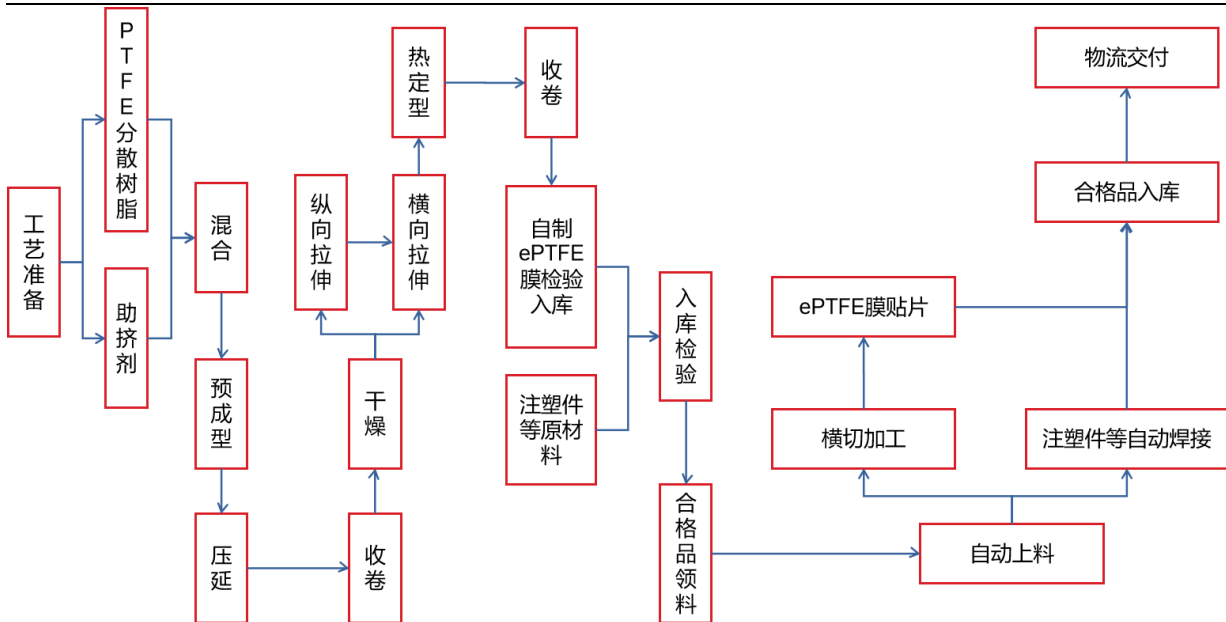 工艺准备
PTFE分散树脂
助挤剂
混合
预成型
压延
收卷
干燥
纵向拉伸
横向拉伸
热定型
收卷
自制
ePTFE
膜检验
入库
注塑件
等原材
料
入库检验
合格品领料
自动上料
横切加工
ePTFE膜贴片
注塑件等自动焊接
合格品入库
物流交付